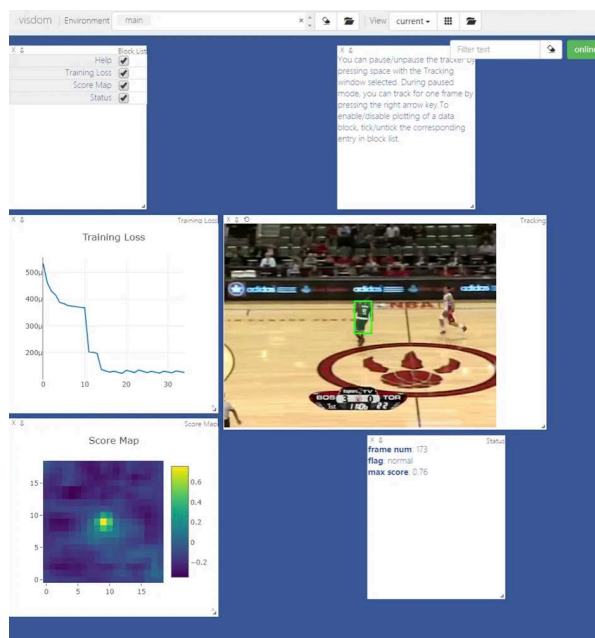 visdom Environment main × View current
Filter text online
X Block List
Help
Training Loss
Score Map
Status
X
You can pause/unpause the tracker by
pressing space with the Tracking
window selected. During paused
mode, you can track for one frame by
pressing the right arrow key.To
enable/disable plotting of a data
block, tick/untick the corresponding
entry in block list.
X Training Loss
Training Loss
500μ
400μ
300μ
200μ
0 10 20 30
X Tracking
adidas adidas
NBA
TV
BOS 3 0 TOR
1st 22
X Score Map
Score Map
15
10
5
0
0 5 10 15
0.6
0.4
0.2
0
−0.2
X Status
frame num: 173
flag: normal
max score: 0.76